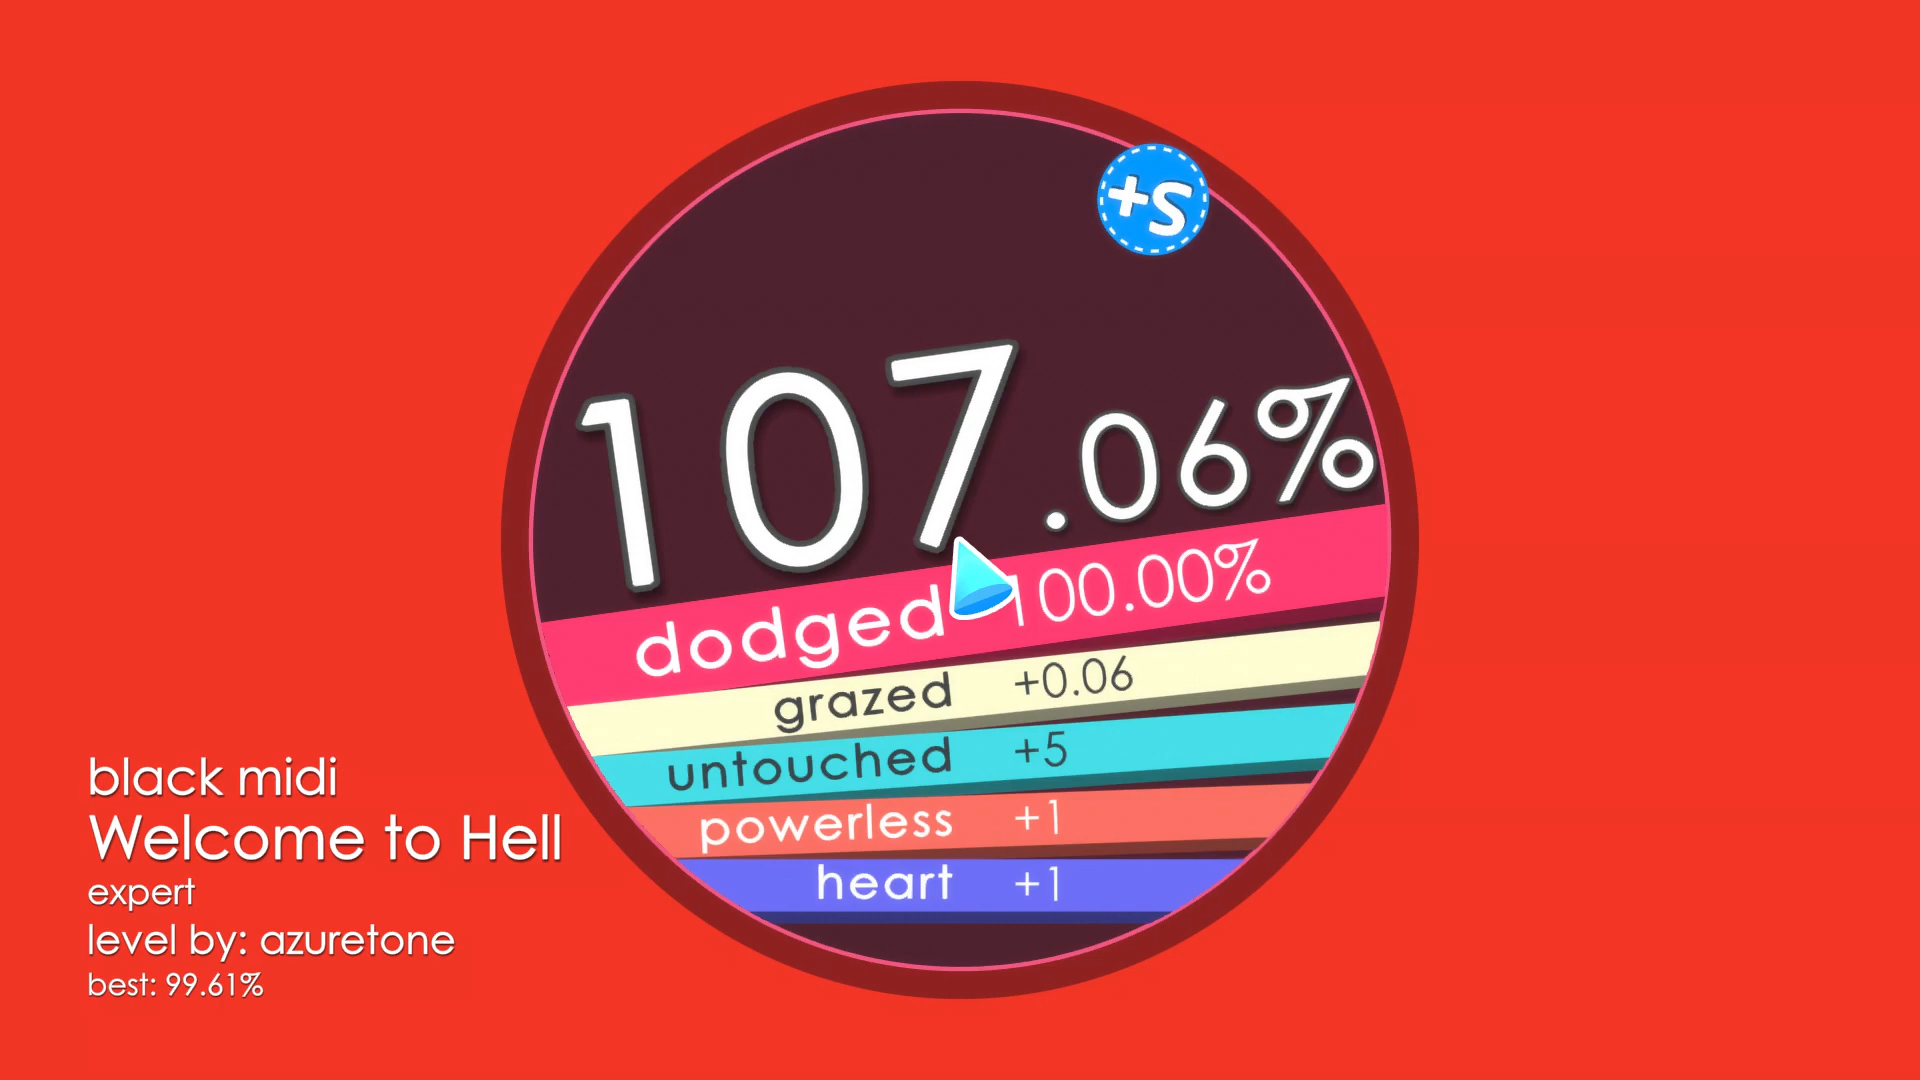 +S
107.06%
dodged 100.00%
grazed +0.06
untouched +5
powerless +1
heart +1
black midi
Welcome to Hell
expert
level by: azuretone
best: 99.61%